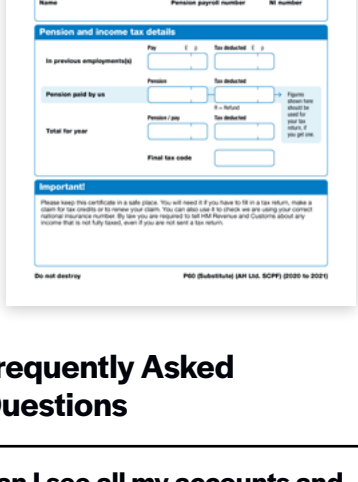 Name Pension payroll number NI number
Pension and income tax details
Pay £ p Tax deducted £ p
In previous employments(s)
Pension Tax deducted
Pension paid by us
Figures
shown here
should be
used for
your tax
return, if
you get one.
R = Refund
Pension / pay Tax deducted
Total for year
Final tax code
Important!
Please keep this certificate in a safe place. You will need it if you have to fill in a tax return, make a
claim for tax credits or to renew your claim. You can also use it to check we are using your correct
national insurance number. By law you are required to tell HM Revenue and Customs about any
income that is not fully taxed, even if you are not sent a tax return.
Do not destroy P60 (Substitute) (AH Ltd. SCPF) (2020 to 2021)
requently Asked
uestions
an I see all my accounts and